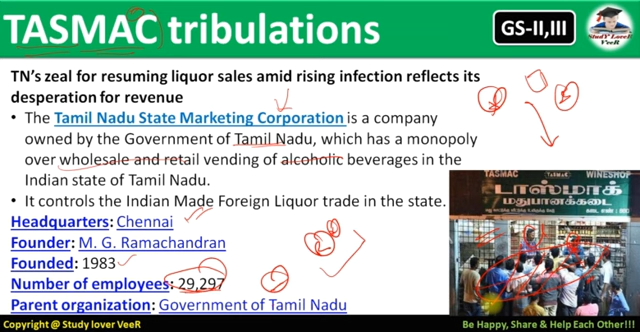 TASMAC tribulations
GS-II,III
StudY LoveR
VeeR
TN's zeal for resuming liquor sales amid rising infection reflects its
desperation for revenue
• The Tamil Nadu State Marketing Corporation is a company
owned by the Government of Tamil Nadu, which has a monopoly
over wholesale and retail vending of alcoholic beverages in the
Indian state of Tamil Nadu.
• It controls the Indian Made Foreign Liquor trade in the state.
Headquarters: Chennai
Founder: M. G. Ramachandran
Founded: 1983
Number of employees: 29,297
Parent organization: Government of Tamil Nadu
TASMAC TASMAC WINESHOP
டாஸ்மாக்
மதுபானக்கடை
Copyright @ Study lover VeeR
Be Happy, Share & Help Each Other!!!